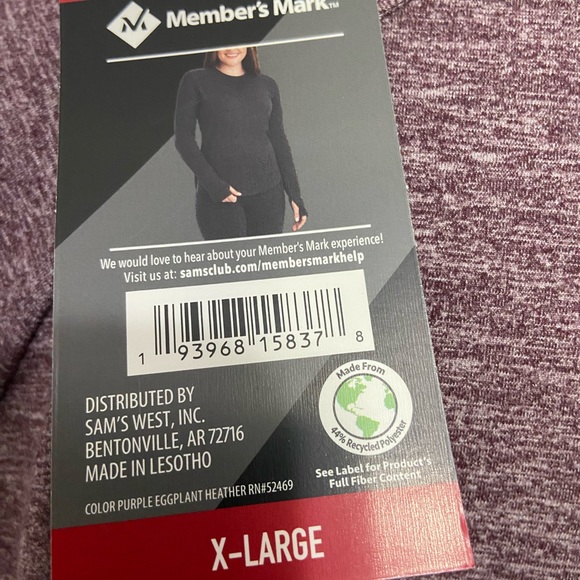 Member's Mark™
We would love to hear about your Member's Mark experience!
Visit us at: samsclub.com/membersmarkhelp
1 93968 15837 8
DISTRIBUTED BY
SAM'S WEST, INC.
BENTONVILLE, AR 72716
MADE IN LESOTHO
COLOR PURPLE EGGPLANT HEATHER RN#52469
Made From
44% Recycled Polyester
See Label for Product's
Full Fiber Content
X-LARGE